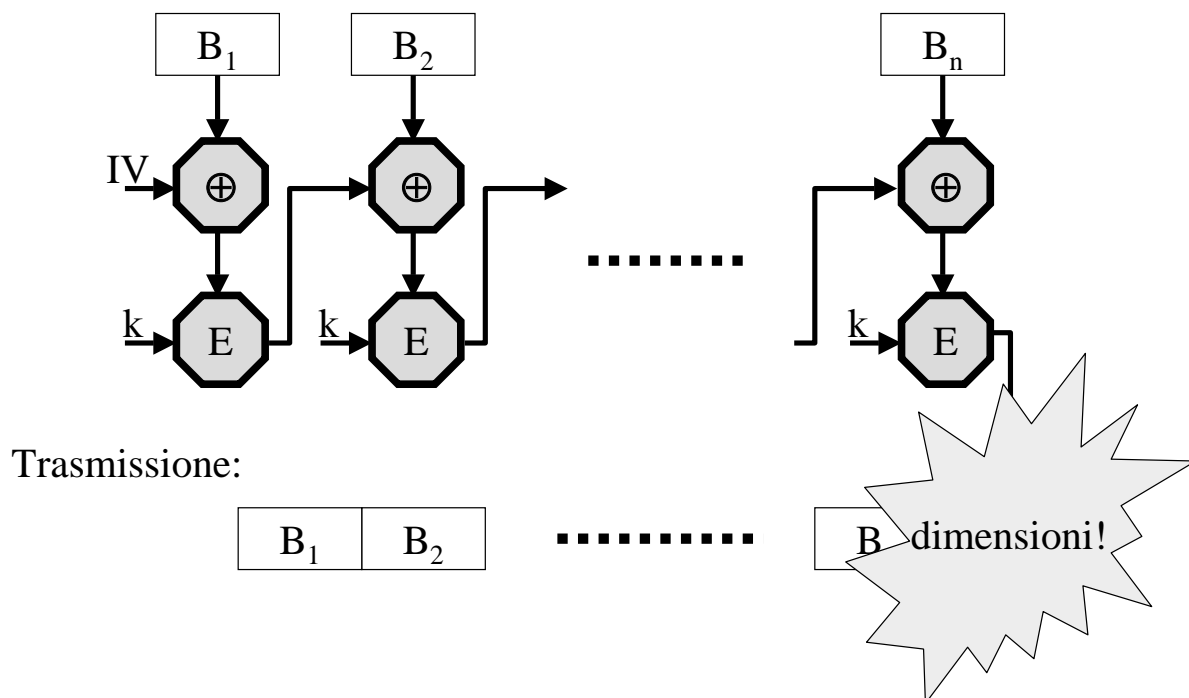 B₁ B₂ Bₙ
IV ⊕ ⊕ ⊕
k E k E k E
Trasmissione:
B₁ B₂ B
dimensioni!